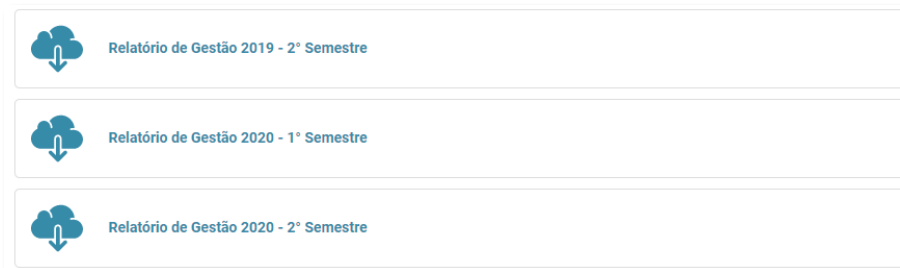 Relatório de Gestão 2019 - 2° Semestre
Relatório de Gestão 2020 - 1° Semestre
Relatório de Gestão 2020 - 2° Semestre